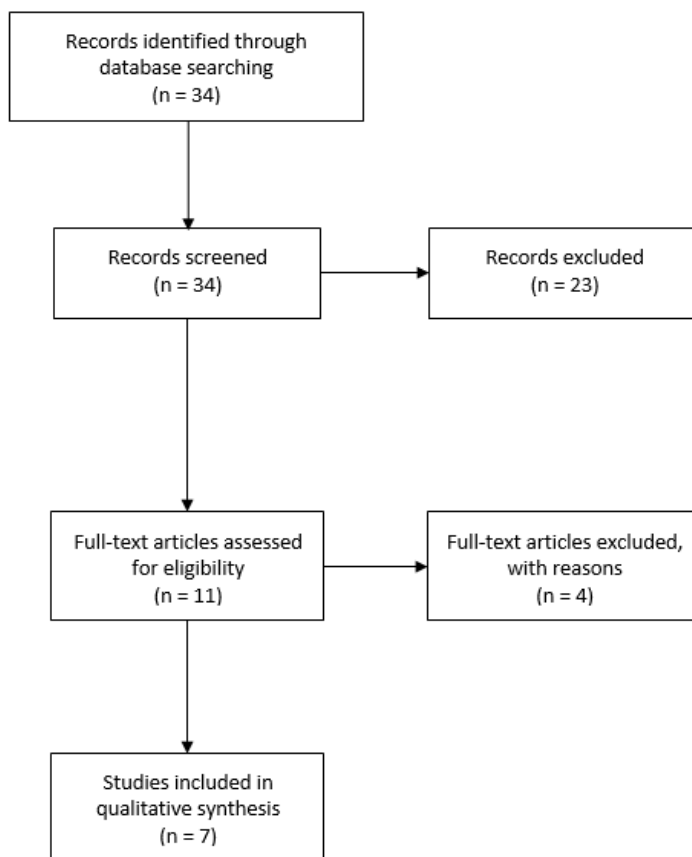 Records identified through
database searching
(n = 34)
Records screened
(n = 34)
Records excluded
(n = 23)
Full-text articles assessed
for eligibility
(n = 11)
Full-text articles excluded,
with reasons
(n = 4)
Studies included in
qualitative synthesis
(n = 7)